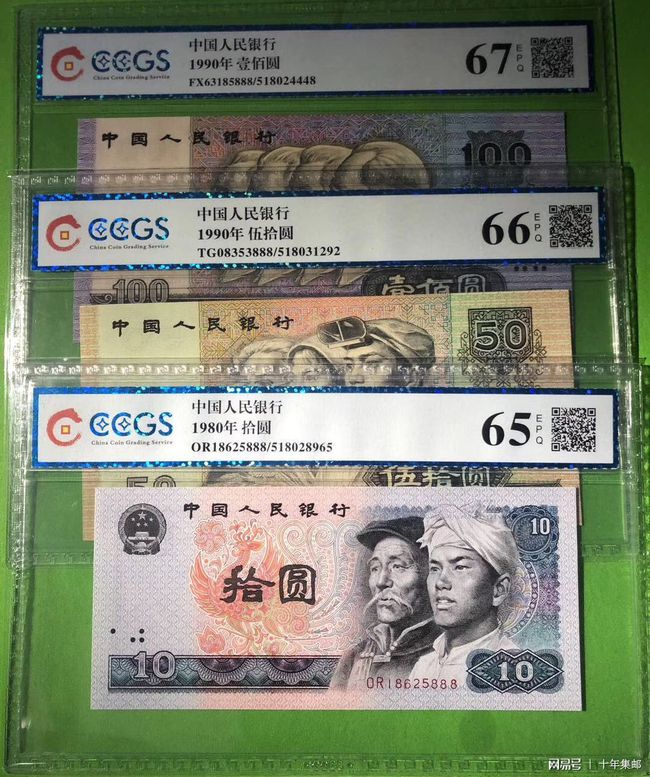 CCGS
China Coin Grading Service
中国人民银行
1990年 壹佰圆
FX63185888/518024448
67 EPQ
中国人民银行
100
CCGS
China Coin Grading Service
中国人民银行
1990年 伍拾圆
TG08353888/518031292
66 EPQ
100
壹佰圆
中国人民银行
50
CCGS
China Coin Grading Service
中国人民银行
1980年 拾圆
OR18625888/518028965
65 EPQ
50
伍拾圆
中国人民银行
10
拾圆
10
OR18625888
10
网易号 | 十年集邮